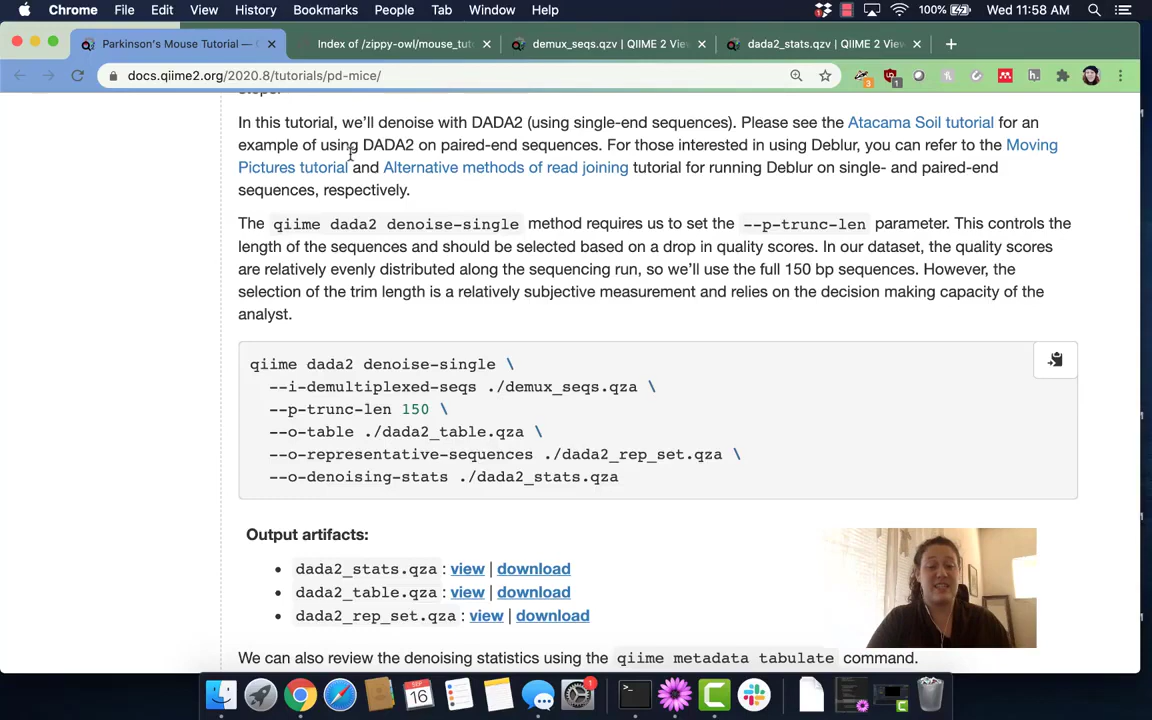 Chrome File Edit View History Bookmarks People Tab Window Help 100% Wed 11:58 AM
Parkinson's Mouse Tutorial — Index of /zippy-owl/mouse_tut demux_seqs.qzv | QIIME 2 View dada2_stats.qzv | QIIME 2 View
docs.qiime2.org/2020.8/tutorials/pd-mice/
steps.
In this tutorial, we'll denoise with DADA2 (using single-end sequences). Please see the Atacama Soil tutorial for an
example of using DADA2 on paired-end sequences. For those interested in using Deblur, you can refer to the Moving
Pictures tutorial and Alternative methods of read joining tutorial for running Deblur on single- and paired-end
sequences, respectively.
The qiime dada2 denoise-single method requires us to set the --p-trunc-len parameter. This controls the
length of the sequences and should be selected based on a drop in quality scores. In our dataset, the quality scores
are relatively evenly distributed along the sequencing run, so we'll use the full 150 bp sequences. However, the
selection of the trim length is a relatively subjective measurement and relies on the decision making capacity of the
analyst.
qiime dada2 denoise-single \
--i-demultiplexed-seqs ./demux_seqs.qza \
--p-trunc-len 150 \
--o-table ./dada2_table.qza \
--o-representative-sequences ./dada2_rep_set.qza \
--o-denoising-stats ./dada2_stats.qza
Output artifacts:
• dada2_stats.qza : view | download
• dada2_table.qza : view | download
• dada2_rep_set.qza : view | download
We can also review the denoising statistics using the qiime metadata tabulate command.